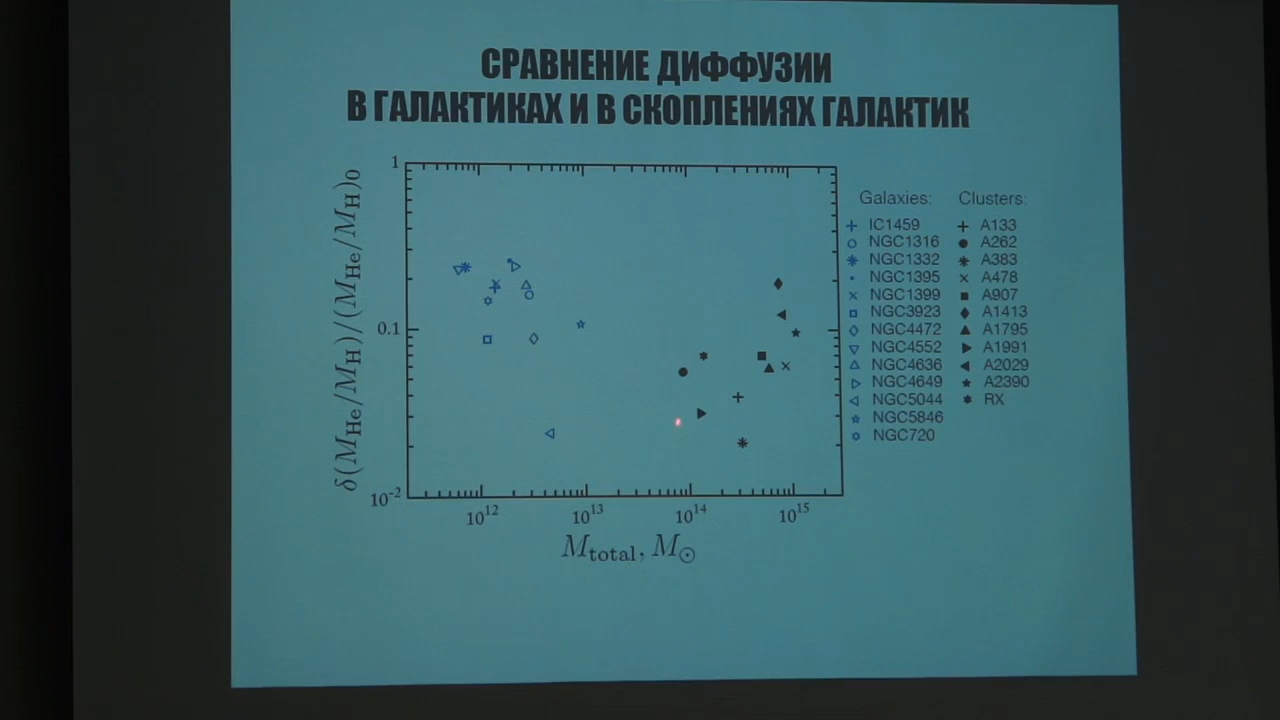 СРАВНЕНИЕ ДИФФУЗИИ
В ГАЛАКТИКАХ И В СКОПЛЕНИЯХ ГАЛАКТИК
δ(M_He/M_H)/(M_He/M_H)_0
1
0.1
10^-2
10^12 10^13 10^14 10^15
M_total, M_⊙
Galaxies:
IC1459
NGC1316
NGC1332
NGC1395
NGC1399
NGC3923
NGC4472
NGC4552
NGC4636
NGC4649
NGC5044
NGC5846
NGC720
Clusters:
A133
A262
A383
A478
A907
A1413
A1795
A1991
A2029
A2390
RX